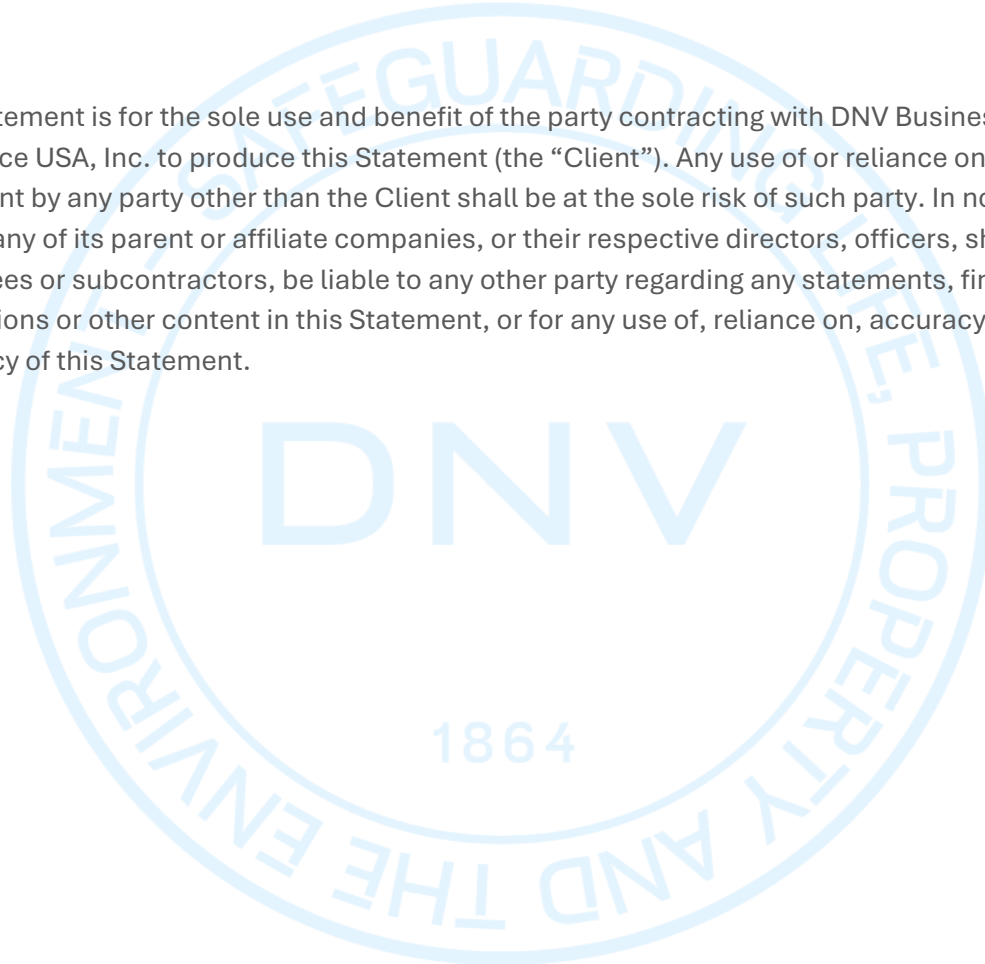 tement is for the sole use and benefit of the party contracting with DNV Busines
ce USA, Inc. to produce this Statement (the “Client”). Any use of or reliance on
nt by any party other than the Client shall be at the sole risk of such party. In no
any of its parent or affiliate companies, or their respective directors, officers, sh
ees or subcontractors, be liable to any other party regarding any statements, fin
ions or other content in this Statement, or for any use of, reliance on, accuracy
cy of this Statement.
SAFEGUARDING LIFE, PROPERTY AND THE ENVIRONMENT
DNV
1864